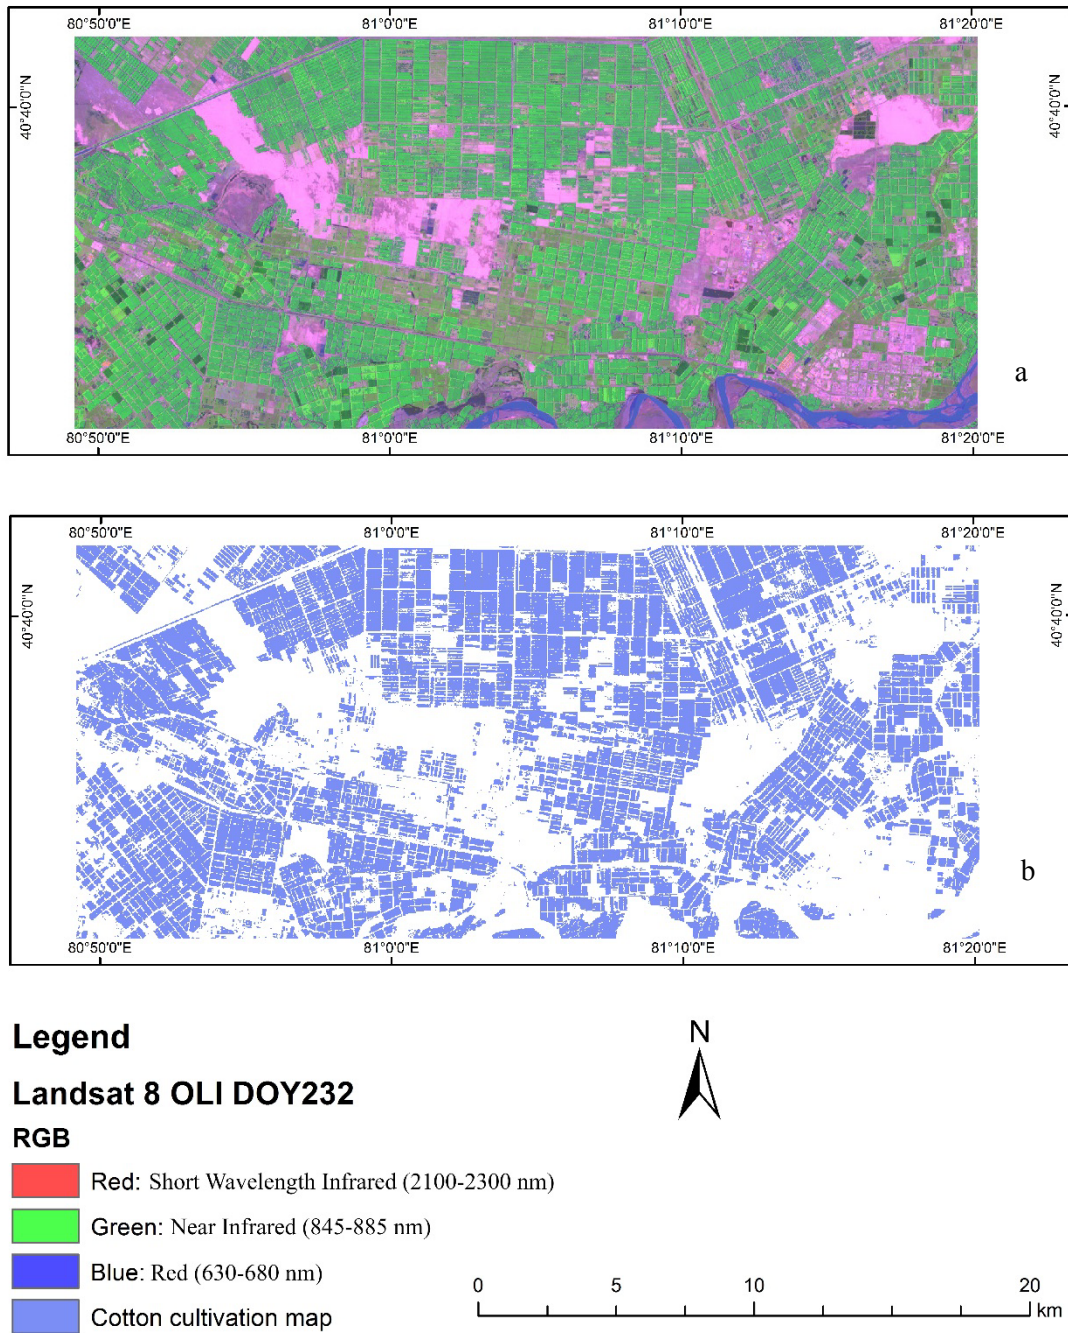 80°50'0"E 81°0'0"E 81°10'0"E 81°20'0"E
40°40'0"N 40°40'0"N
a
80°50'0"E 81°0'0"E 81°10'0"E 81°20'0"E
80°50'0"E 81°0'0"E 81°10'0"E 81°20'0"E
40°40'0"N 40°40'0"N
b
80°50'0"E 81°0'0"E 81°10'0"E 81°20'0"E
Legend
N
Landsat 8 OLI DOY232
RGB
Red: Short Wavelength Infrared (2100-2300 nm)
Green: Near Infrared (845-885 nm)
Blue: Red (630-680 nm)
0 5 10 20
km
Cotton cultivation map